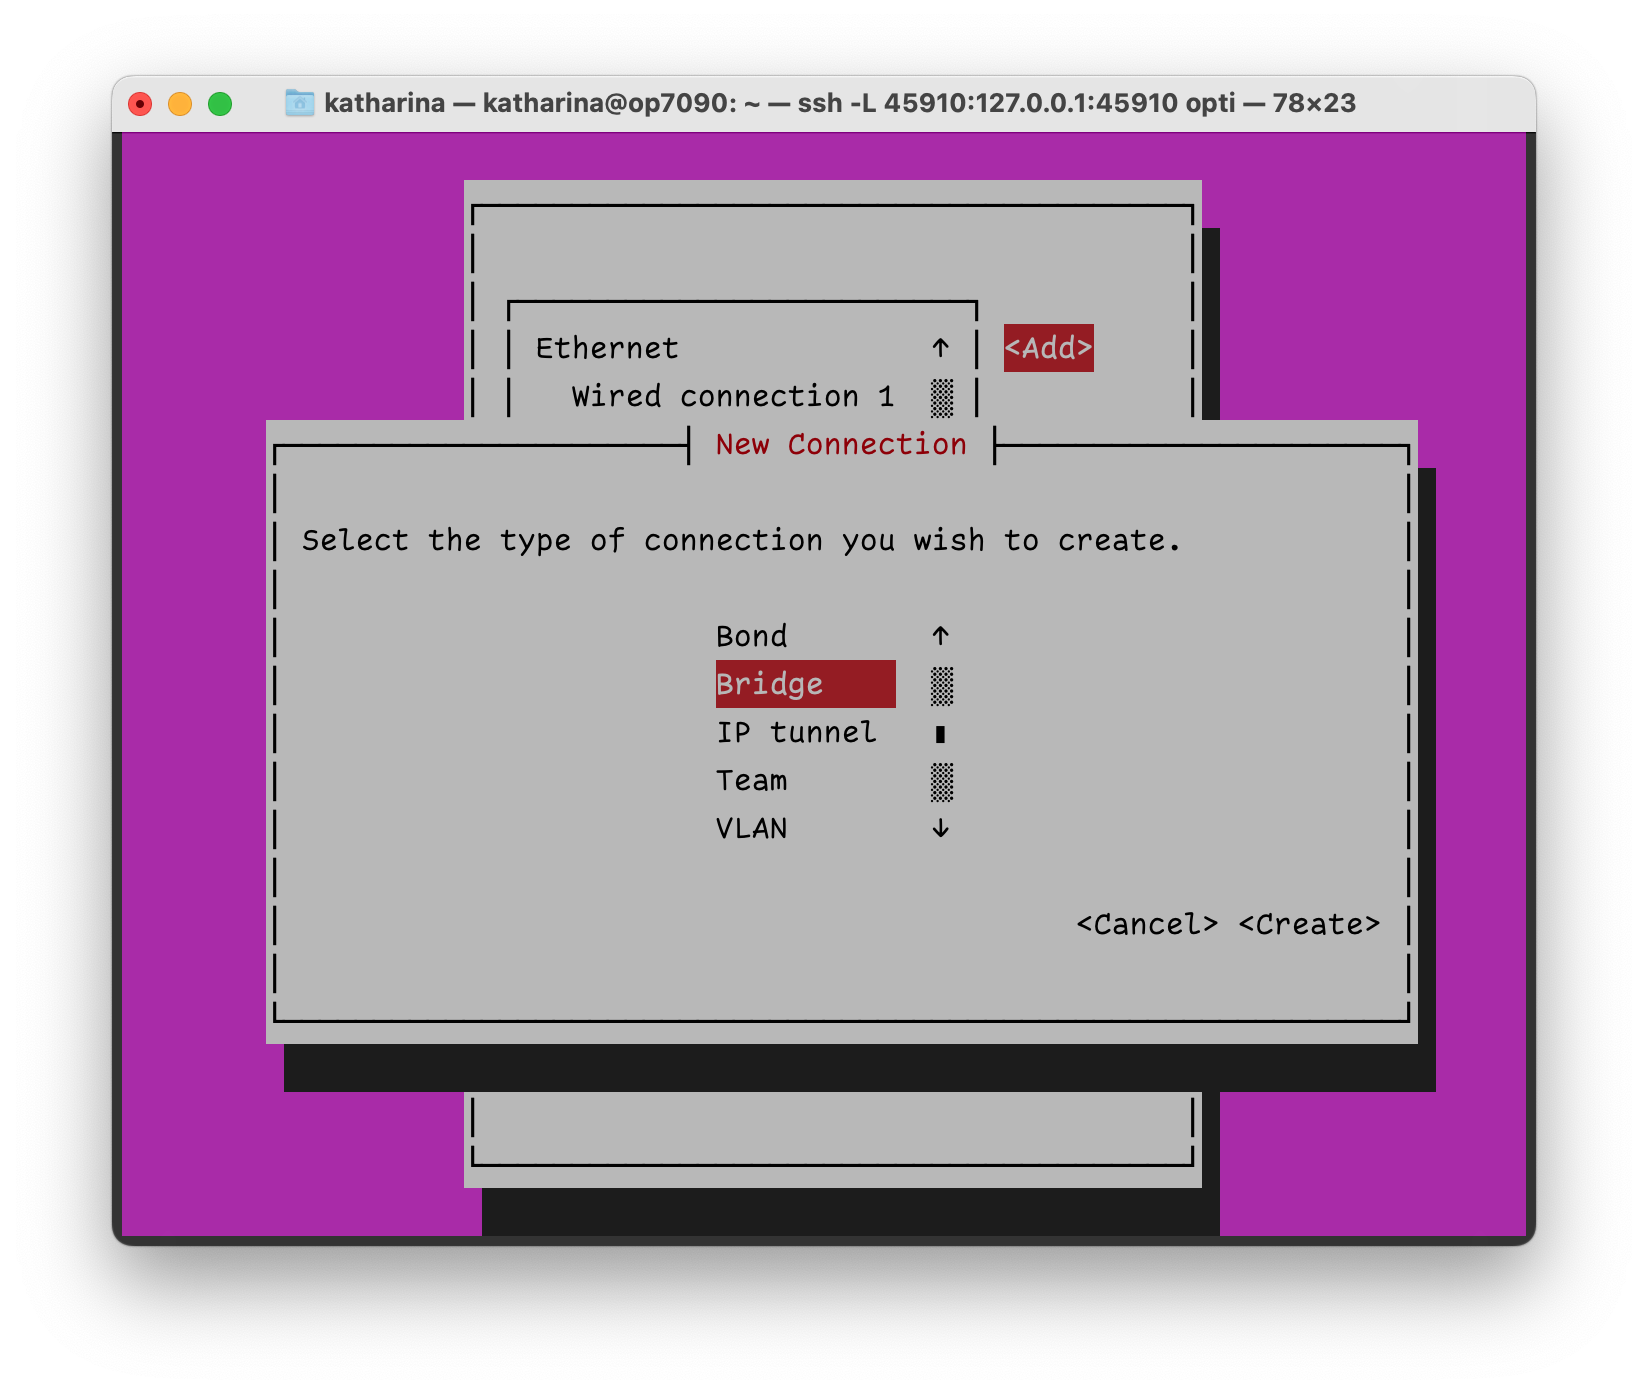 katharina — katharina@op7090: ~ — ssh -L 45910:127.0.0.1:45910 opti — 78×23
Ethernet ↑ <Add>
Wired connection 1
New Connection
Select the type of connection you wish to create.
Bond ↑
Bridge
IP tunnel
Team
VLAN ↓
<Cancel> <Create>